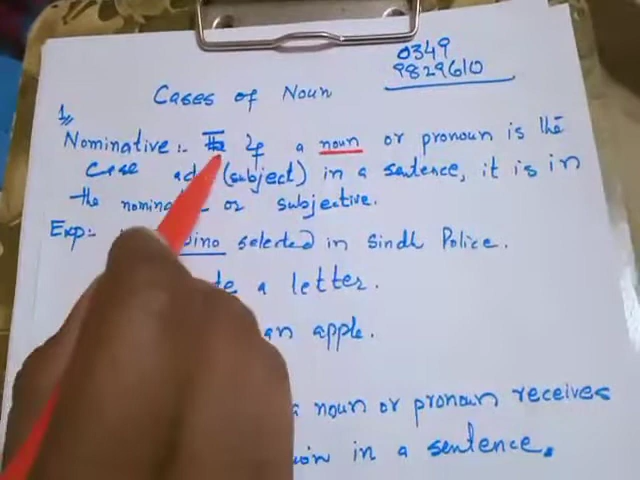 0349
9829610
Cases of Noun
1
Nominative :- If a noun or pronoun is the
Case (subject) in a sentence, it is in
the or subjective.
Exp:- selected in Sindh Police.
a letter.
an apple.
a noun or pronoun receives
in a sentence.